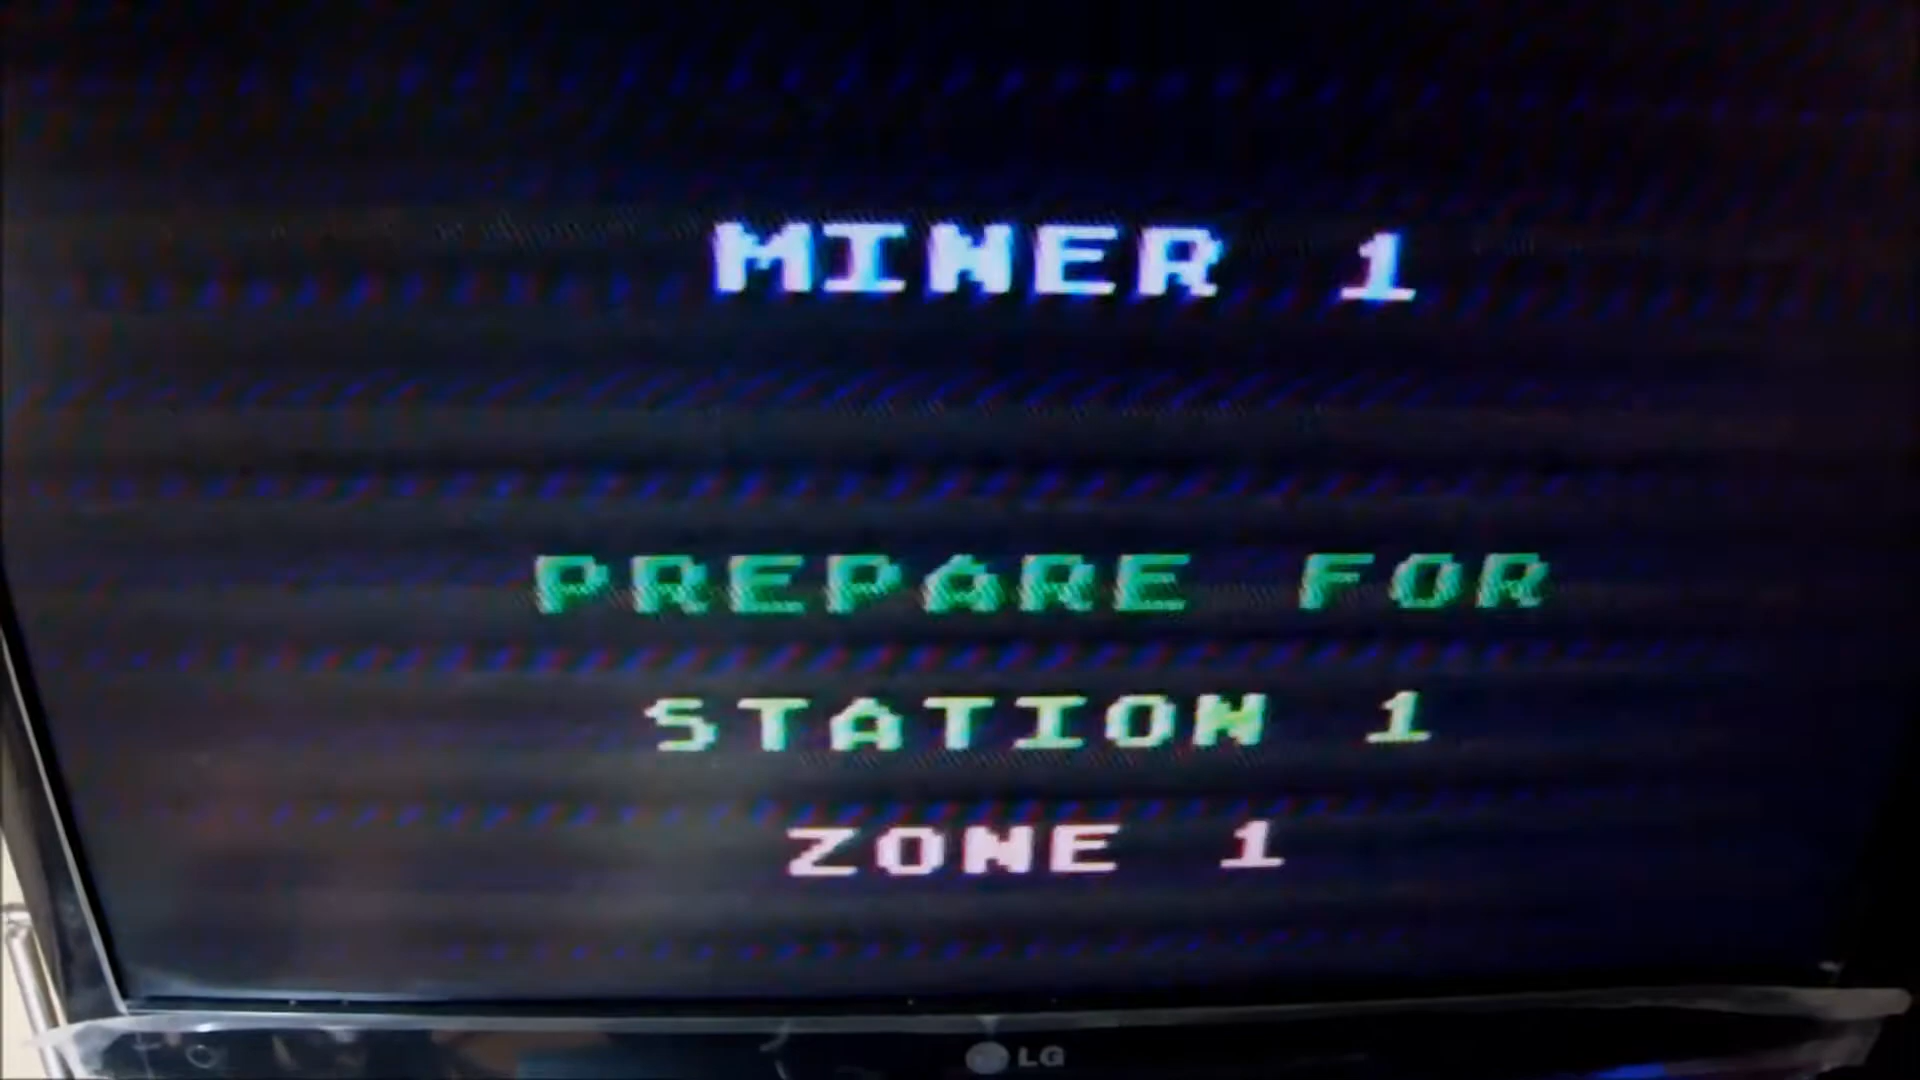 MINER 1
PREPARE FOR
STATION 1
ZONE 1
LG